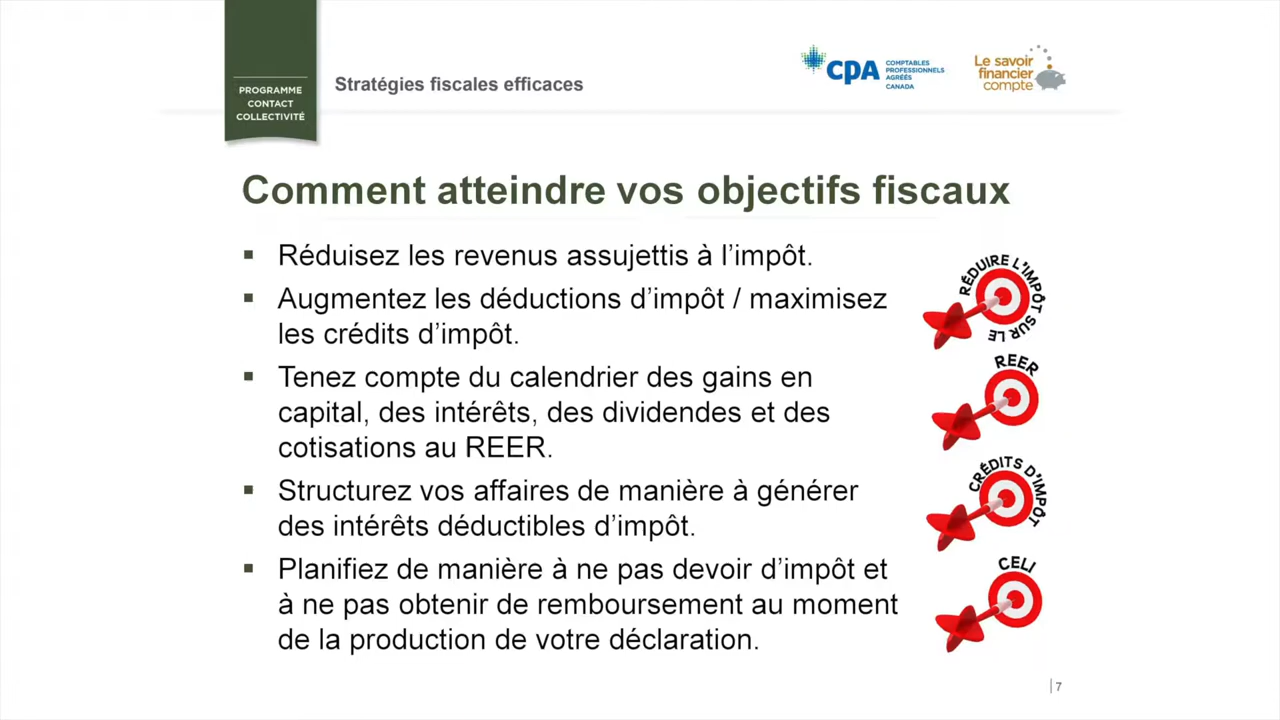 PROGRAMME
CONTACT
COLLECTIVITÉ
Stratégies fiscales efficaces
CPA
COMPTABLES
PROFESSIONNELS
AGRÉÉS
CANADA
Le savoir
financier
compte
Comment atteindre vos objectifs fiscaux
▪ Réduisez les revenus assujettis à l’impôt.
▪ Augmentez les déductions d’impôt / maximisez
les crédits d’impôt.
▪ Tenez compte du calendrier des gains en
capital, des intérêts, des dividendes et des
cotisations au REER.
▪ Structurez vos affaires de manière à générer
des intérêts déductibles d’impôt.
▪ Planifiez de manière à ne pas devoir d’impôt et
à ne pas obtenir de remboursement au moment
de la production de votre déclaration.
RÉDUIRE L’IMPÔT SUR LE
REER
CRÉDITS D’IMPÔT
CELI
7